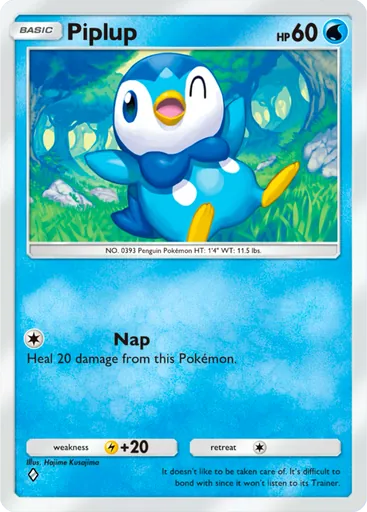 BASIC Piplup HP 60
NO. 0393 Penguin Pokémon HT: 1'4" WT: 11.5 lbs.
Nap
Heal 20 damage from this Pokémon.
weakness +20 retreat
Illus. Hajime Kusajima
It doesn't like to be taken care of. It's difficult to
bond with since it won't listen to its Trainer.